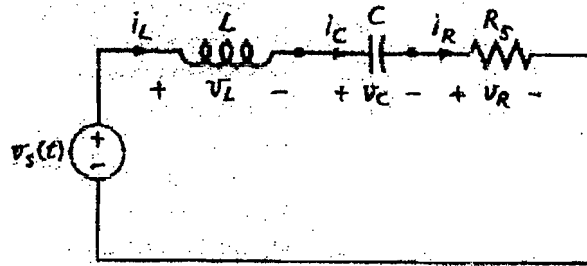 i_L L i_C C i_R R_S
+ v_L - + v_C - + v_R -
v_s(t) + -